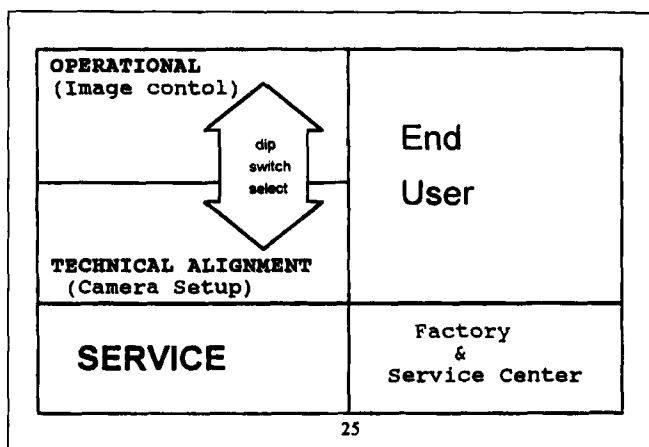 OPERATIONAL
(Image contol)
dip
switch
select
TECHNICAL ALIGNMENT
(Camera Setup)
End
User
SERVICE
Factory
&
Service Center
25